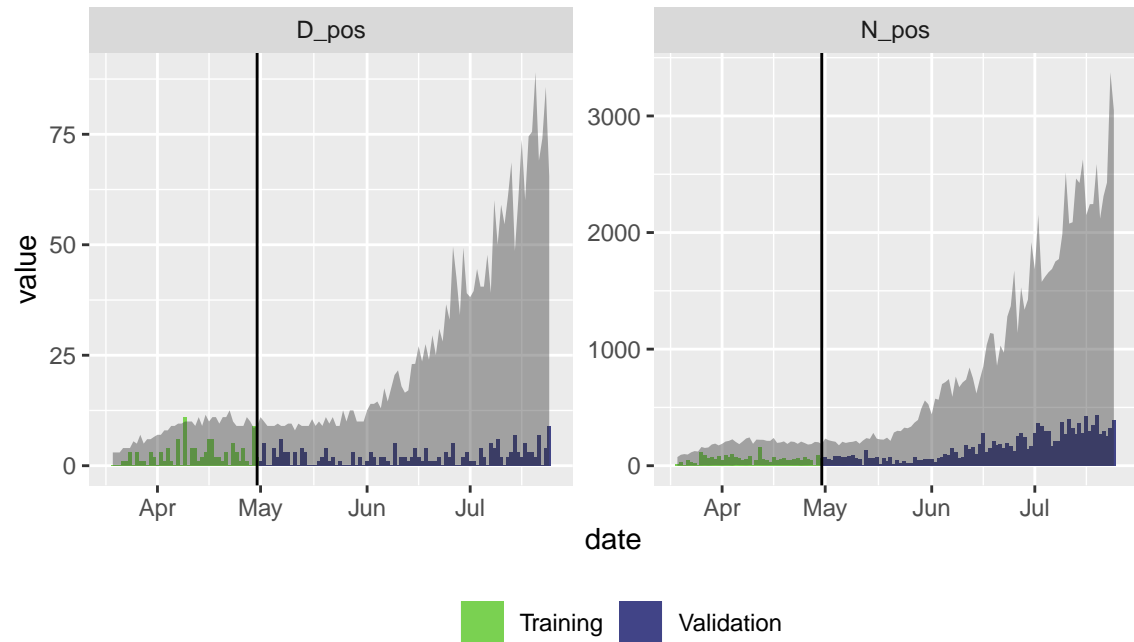 D_pos
N_pos
value
75
50
25
0
3000
2000
1000
0
Apr May Jun Jul
Apr May Jun Jul
date
Training Validation